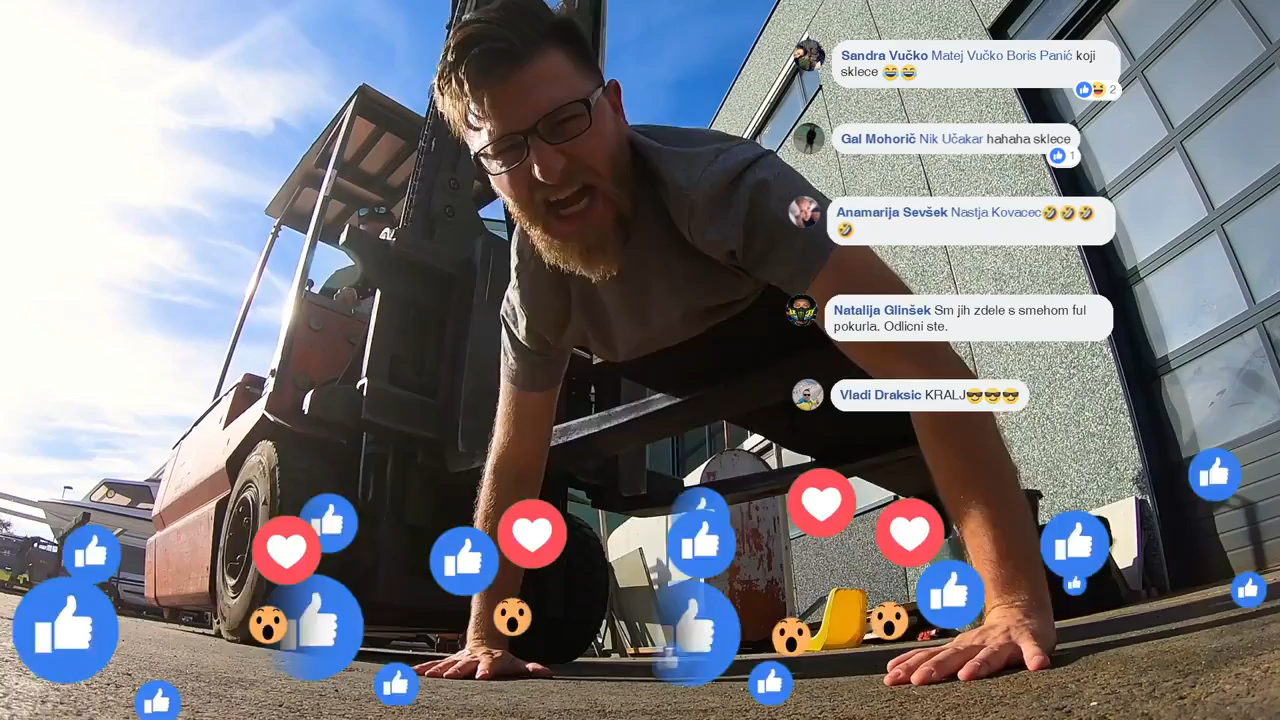 Sandra Vučko Matej Vučko Boris Panić koji
sklece 😂😂
2
Gal Mohorič Nik Učakar hahaha sklece
1
Anamarija Sevšek Nastja Kovacec🤣🤣🤣
🤣
Natalija Glinšek Sm jih zdele s smehom ful
pokurla. Odlicni ste.
Vladi Draksic KRALJ😎😎😎